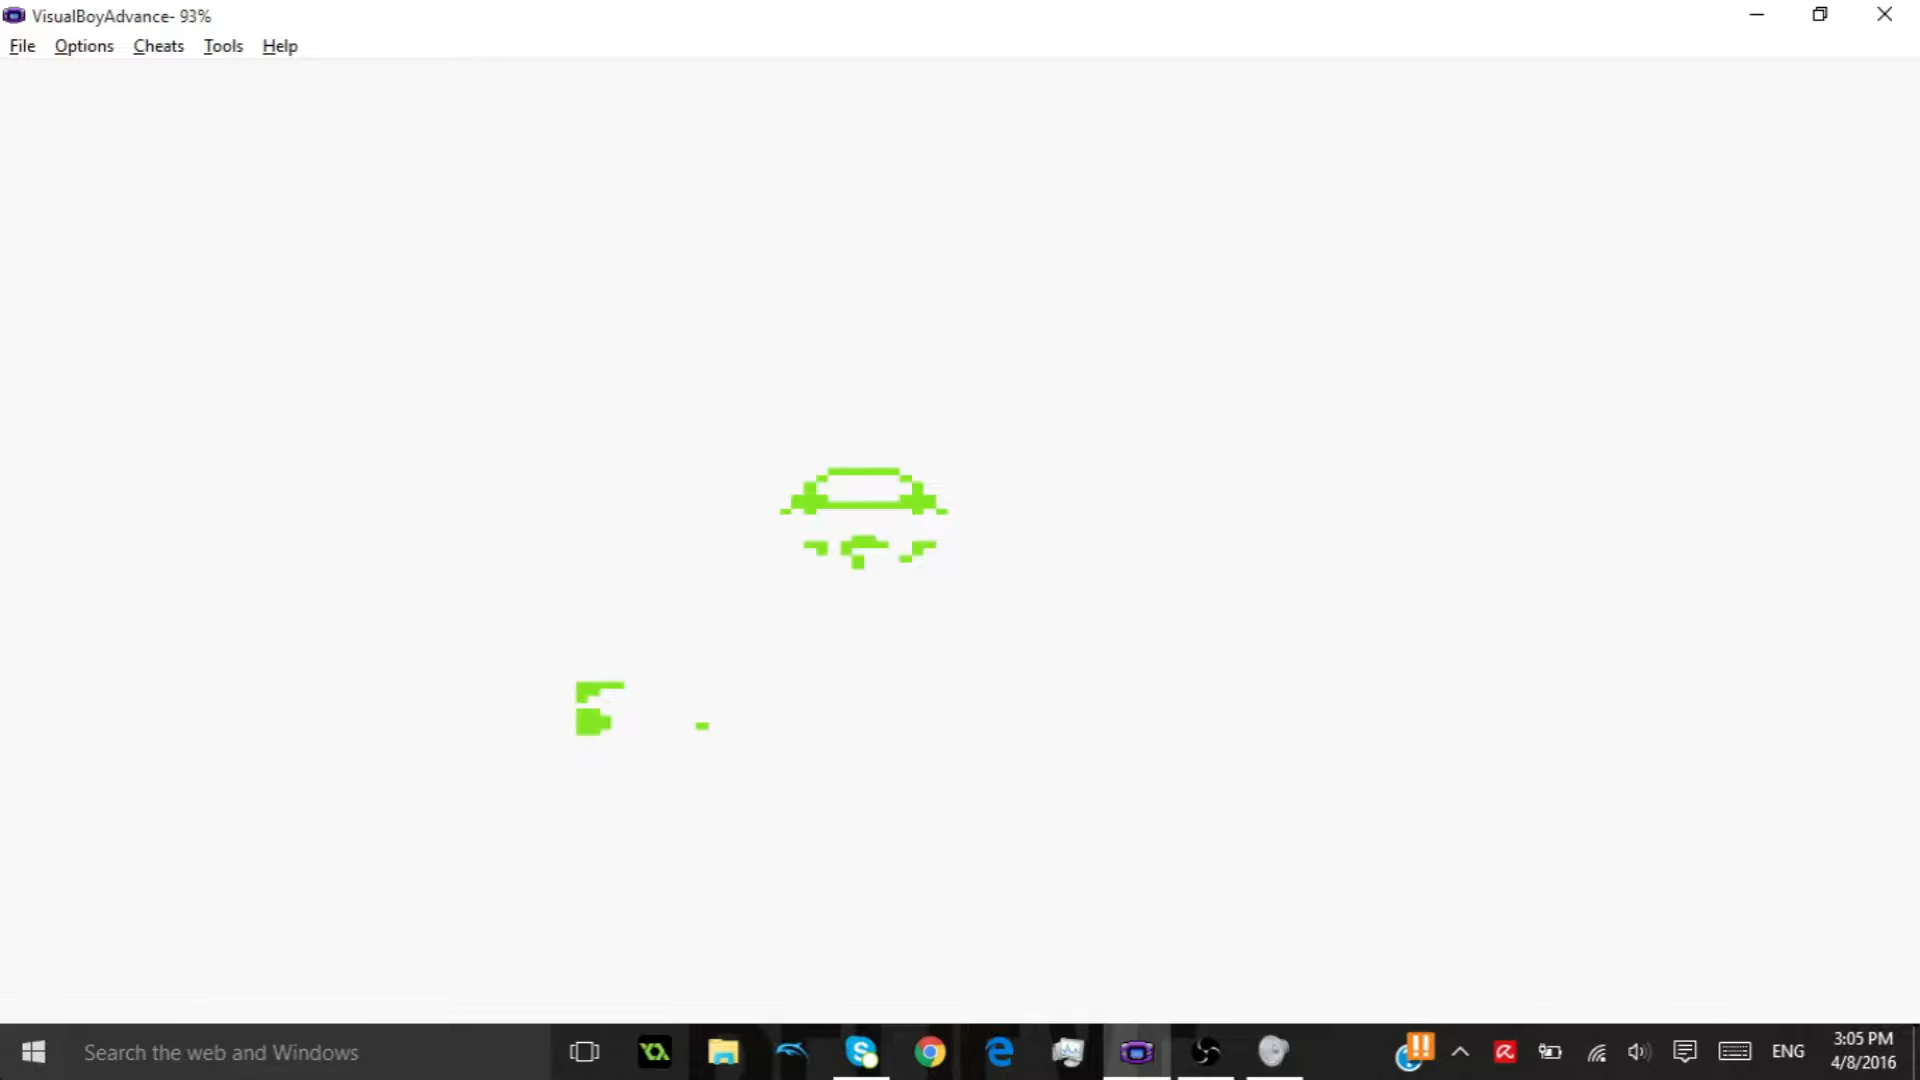 VisualBoyAdvance- 93%
File Options Cheats Tools Help
Search the web and Windows
ENG
3:05 PM
4/8/2016